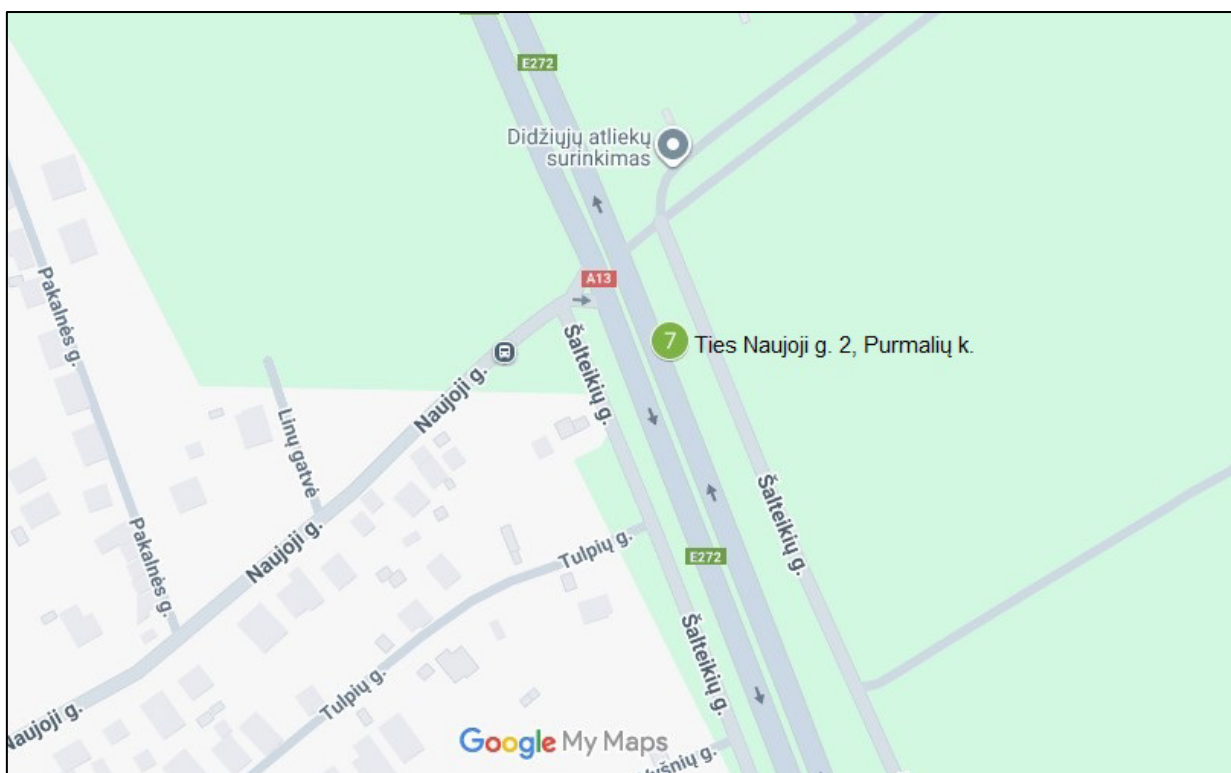 E272
Didžiųjų atliekų
surinkimas
A13
7 Ties Naujoji g. 2, Purmalių k.
Pakalnės g.
Šalteikių g.
Naujoji g.
Linų gatvė
Šalteikių g.
Pakalnės g.
Naujoji g.
Tulpių g.
E272
Šalteikių g.
Tulpių g.
Naujoji g.
Google My Maps